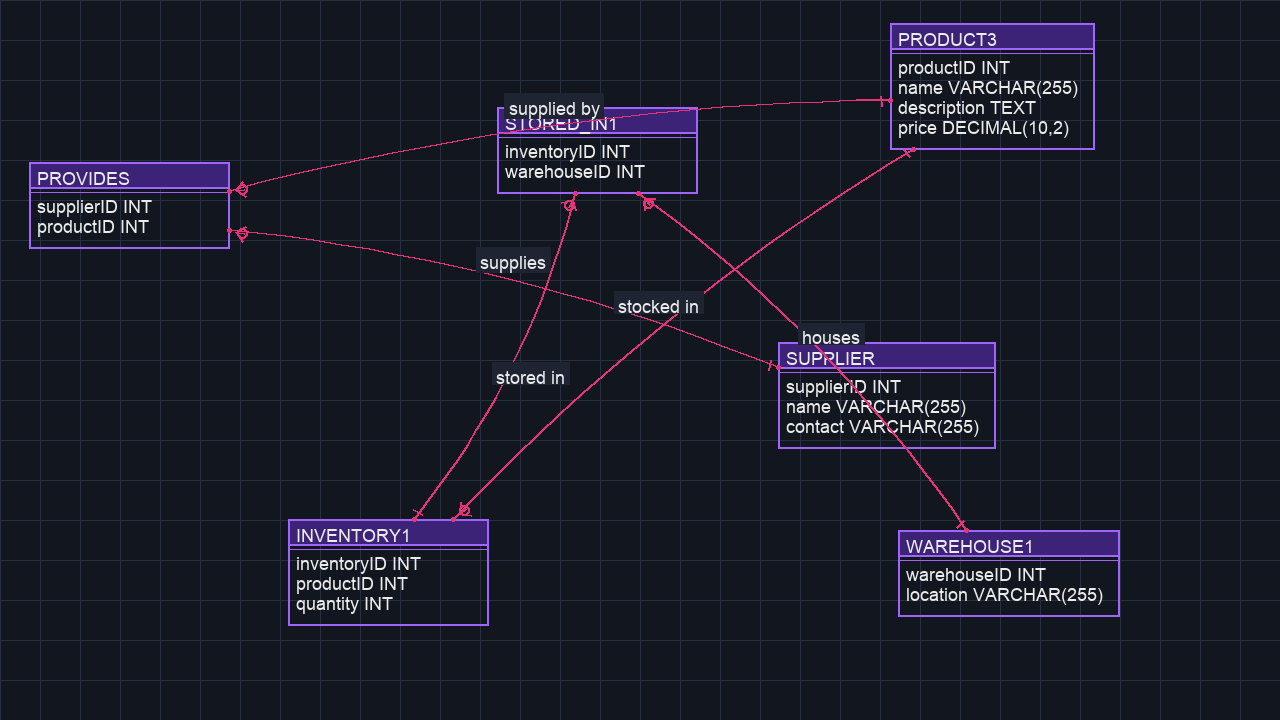 PRODUCT3
productID INT
name VARCHAR(255)
description TEXT
price DECIMAL(10,2)
supplied by
STORED_IN1
inventoryID INT
warehouseID INT
PROVIDES
supplierID INT
productID INT
supplies
stocked in
houses
SUPPLIER
supplierID INT
name VARCHAR(255)
contact VARCHAR(255)
stored in
INVENTORY1
inventoryID INT
productID INT
quantity INT
WAREHOUSE1
warehouseID INT
location VARCHAR(255)